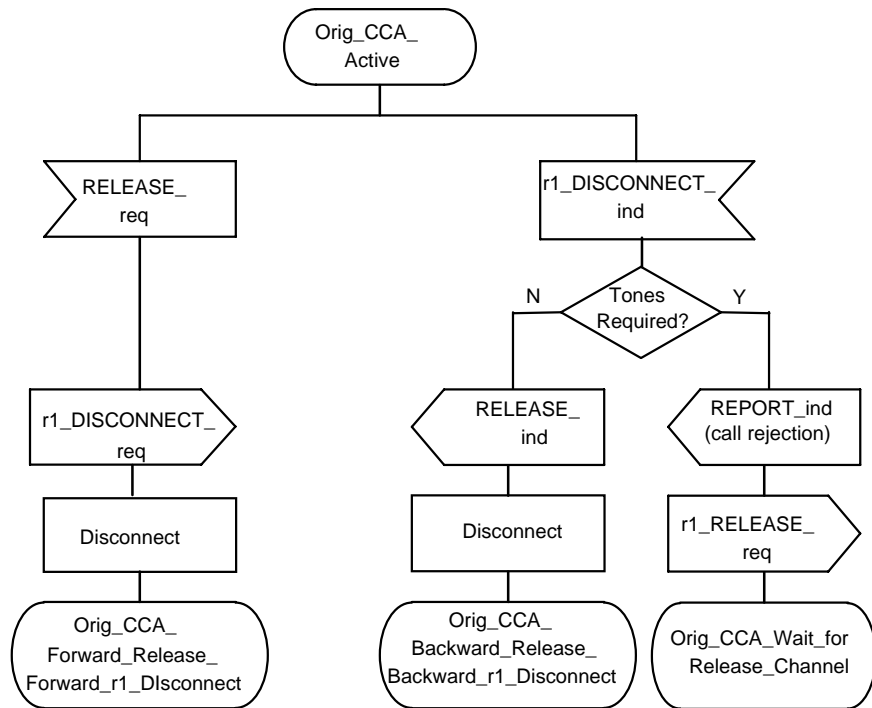 Orig_CCA_
Active
RELEASE_
req
r1_DISCONNECT_
ind
N
Tones
Required?
Y
r1_DISCONNECT_
req
RELEASE_
ind
REPORT_ind
(call rejection)
Disconnect
Disconnect
r1_RELEASE_
req
Orig_CCA_
Forward_Release_
Forward_r1_DIsconnect
Orig_CCA_
Backward_Release_
Backward_r1_Disconnect
Orig_CCA_Wait_for
Release_Channel